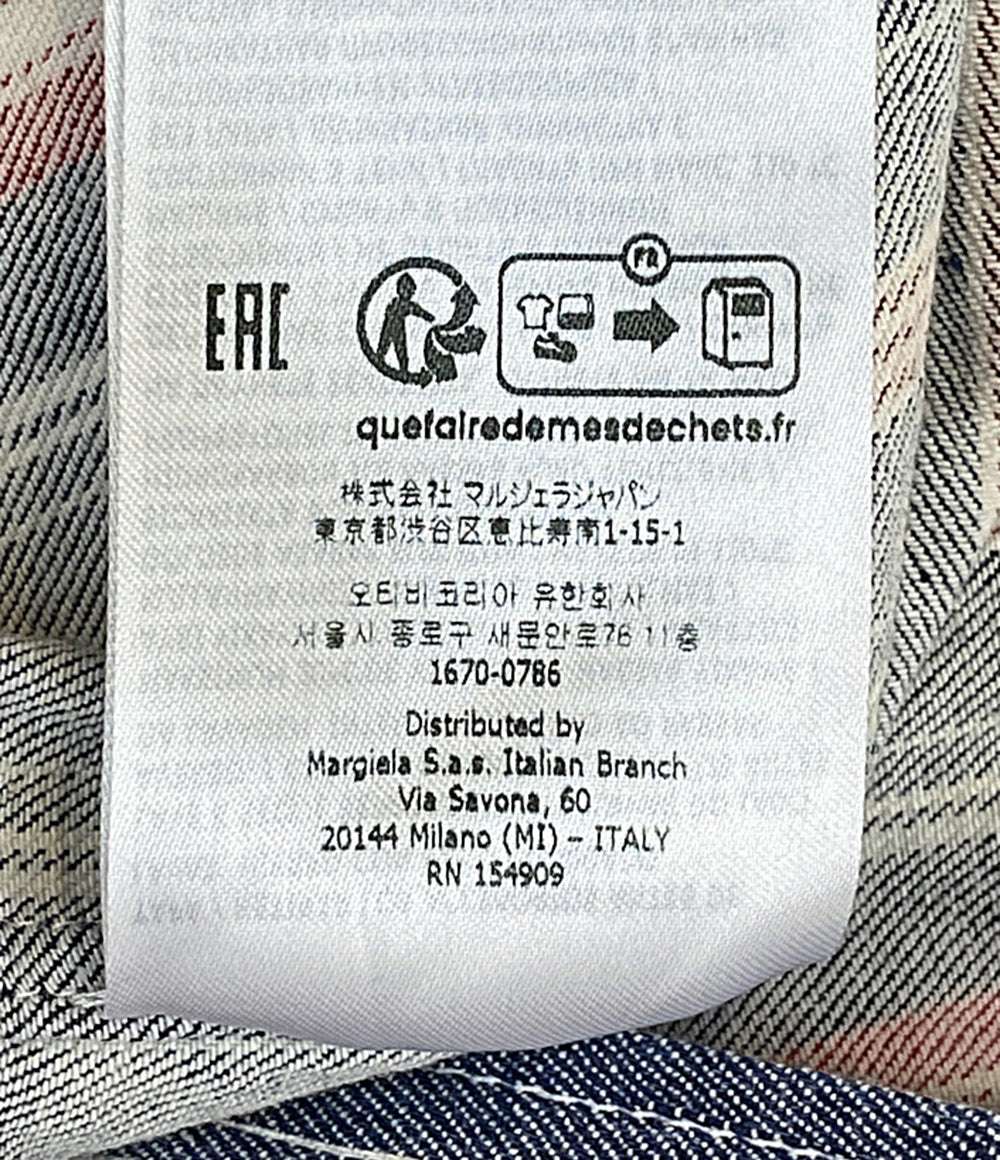 EAC
FR
quefairedemesdechets.fr
株式会社 マルジェラジャパン
東京都渋谷区恵比寿南1-15-1
오티비코리아 유한회사
서울시 종로구 새문안로76 11층
1670-0786
Distributed by
Margiela S.a.s. Italian Branch
Via Savona, 60
20144 Milano (MI) – ITALY
RN 154909